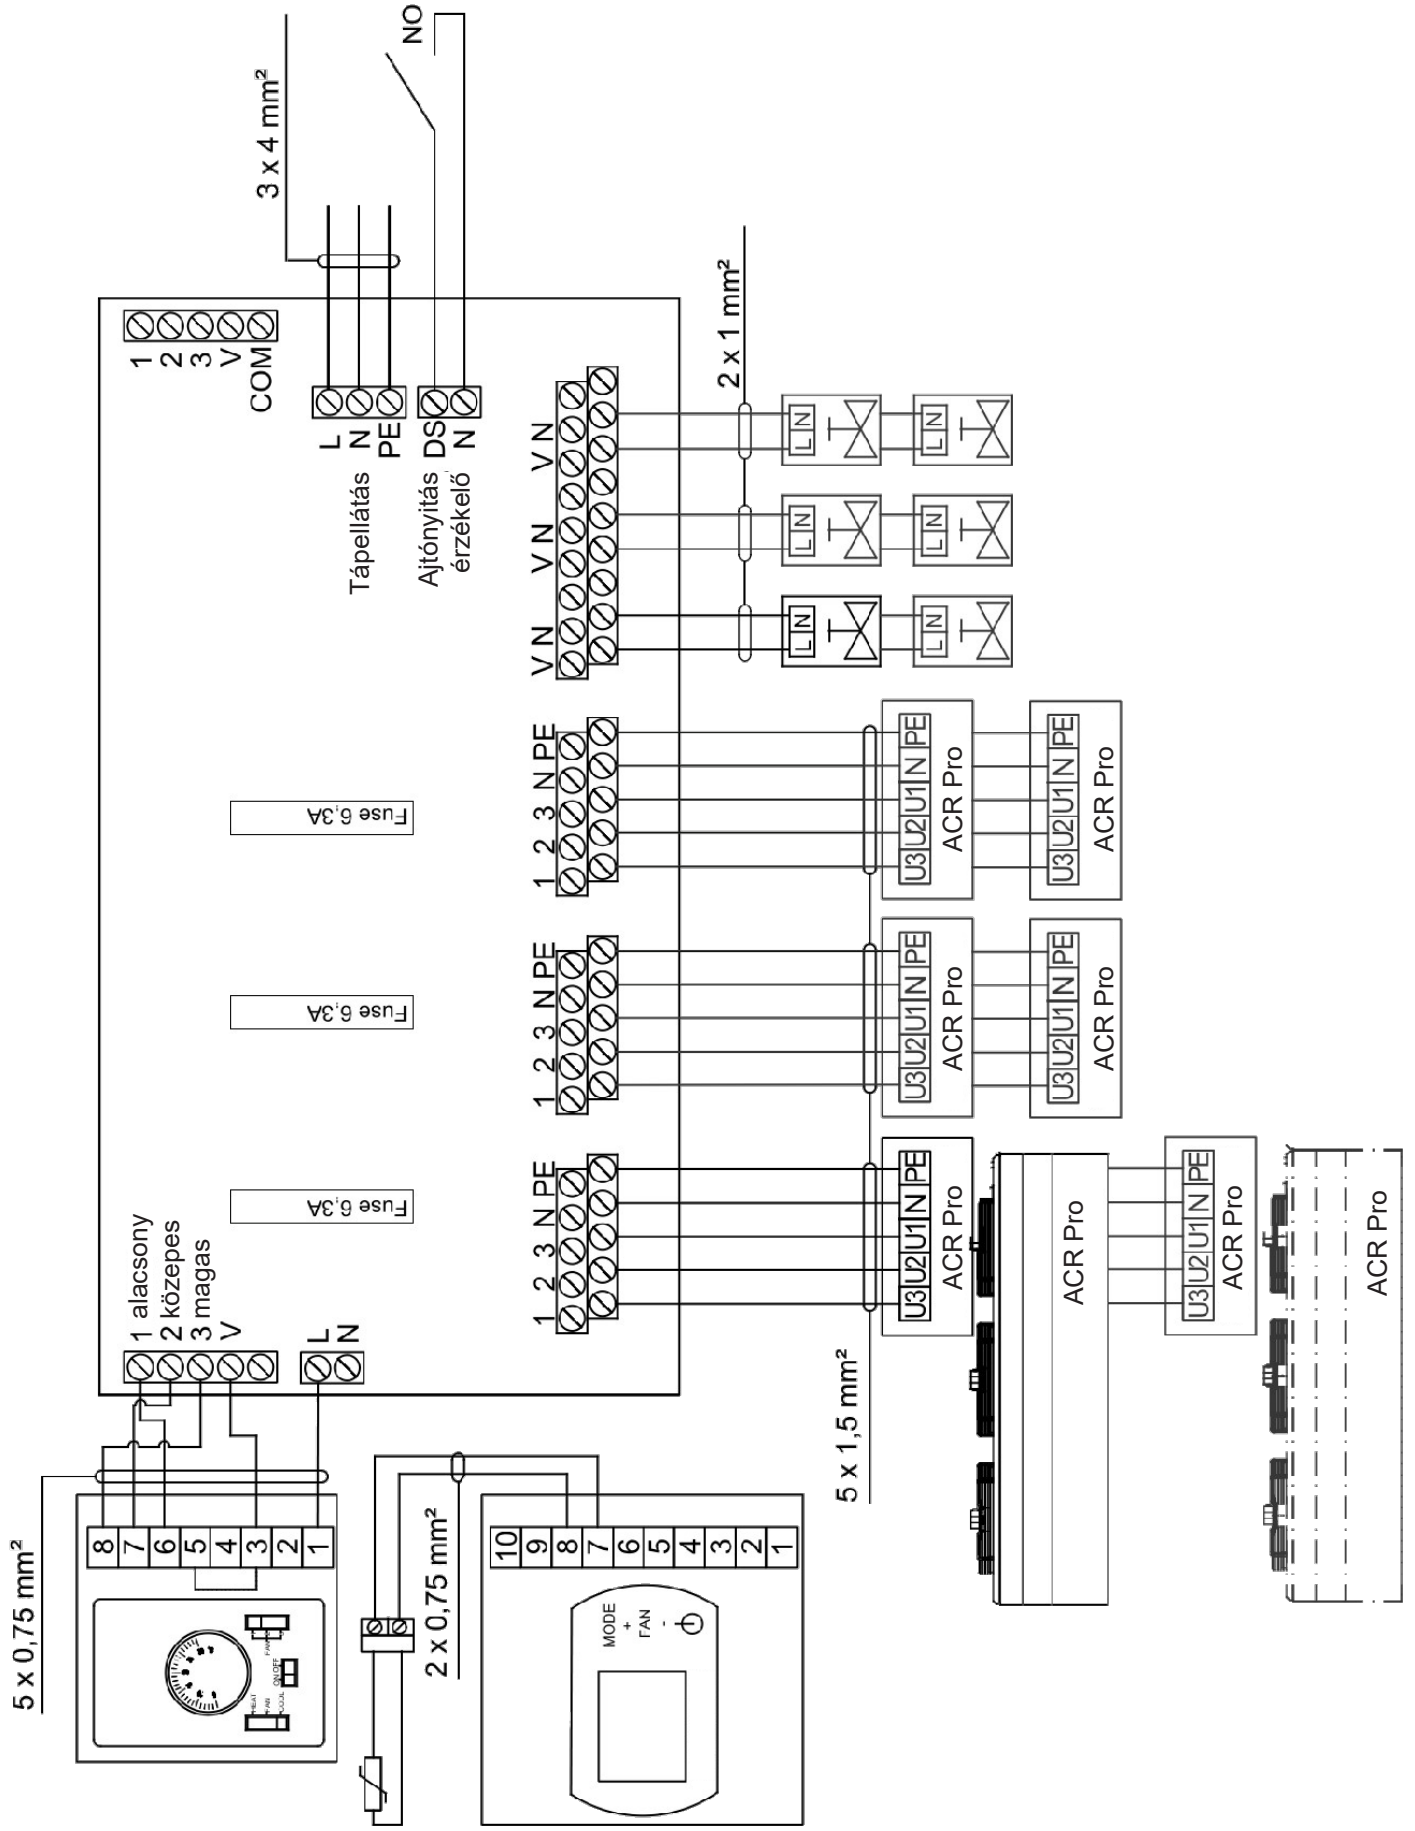 3 x 4 mm²
NO
1
2
3
V
COM
L
N
PE
DS
N
Tápellátás
Ajtónyitás
érzékelő
2 x 1 mm²
V N
V N
V N
L N
L N
L N
L N
L N
L N
Fuse 6,3A
Fuse 6,3A
Fuse 6,3A
1 2 3 N PE
1 2 3 N PE
1 2 3 N PE
U3 U2 U1 N PE
ACR Pro
U3 U2 U1 N PE
ACR Pro
U3 U2 U1 N PE
ACR Pro
U3 U2 U1 N PE
ACR Pro
U3 U2 U1 N PE
ACR Pro
ACR Pro
U3 U2 U1 N PE
ACR Pro
ACR Pro
5 x 1,5 mm²
1 alacsony
2 közepes
3 magas
V
L
N
5 x 0,75 mm²
8
7
6
5
4
3
2
1
HEAT
FAN
COOL
ON OFF
FAN
2 x 0,75 mm²
10
9
8
7
6
5
4
3
2
1
MODE
+
FAN
-